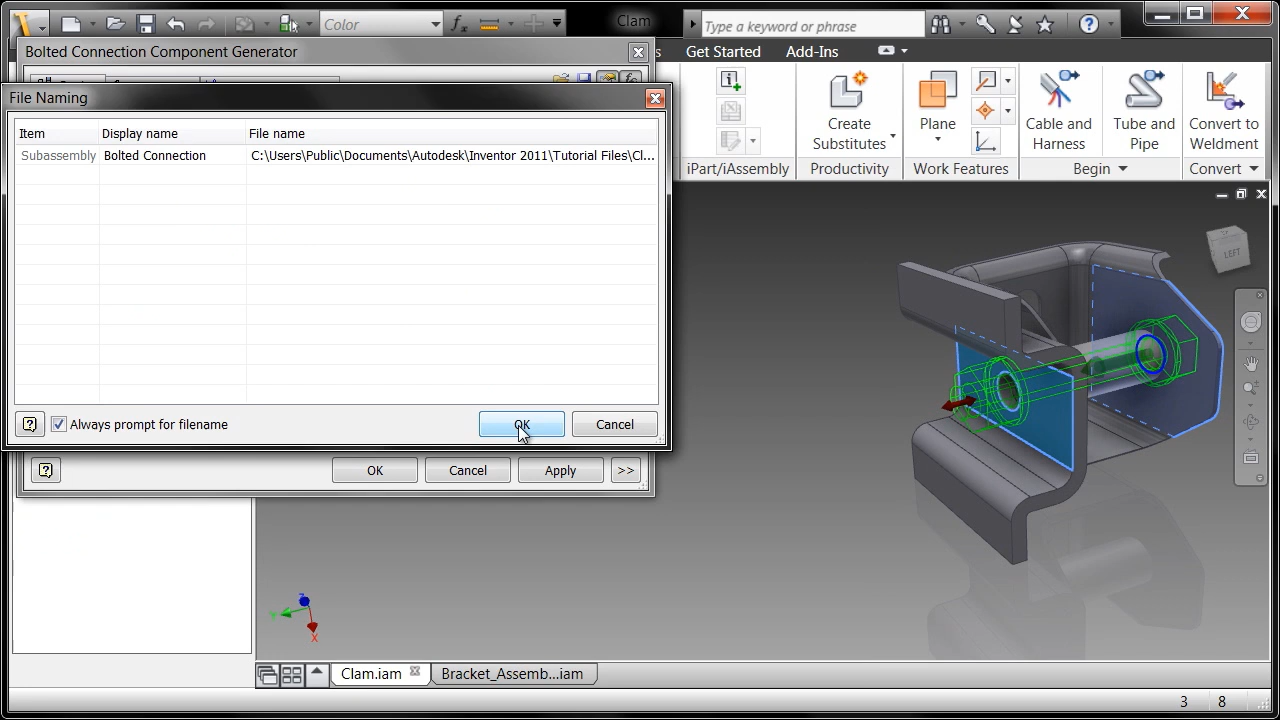 Color
Clam
Type a keyword or phrase
Bolted Connection Component Generator
Get Started
Add-Ins
File Naming
Item
Display name
File name
Subassembly
Bolted Connection
C:\Users\Public\Documents\Autodesk\Inventor 2011\Tutorial Files\Cl...
Always prompt for filename
OK
Cancel
OK
Cancel
Apply
>>
Create
Substitutes
Plane
Cable and
Harness
Tube and
Pipe
Convert to
Weldment
iPart/iAssembly
Productivity
Work Features
Begin
Convert
LEFT
Z
Y
X
Clam.iam
Bracket_Assemb...iam
3
8